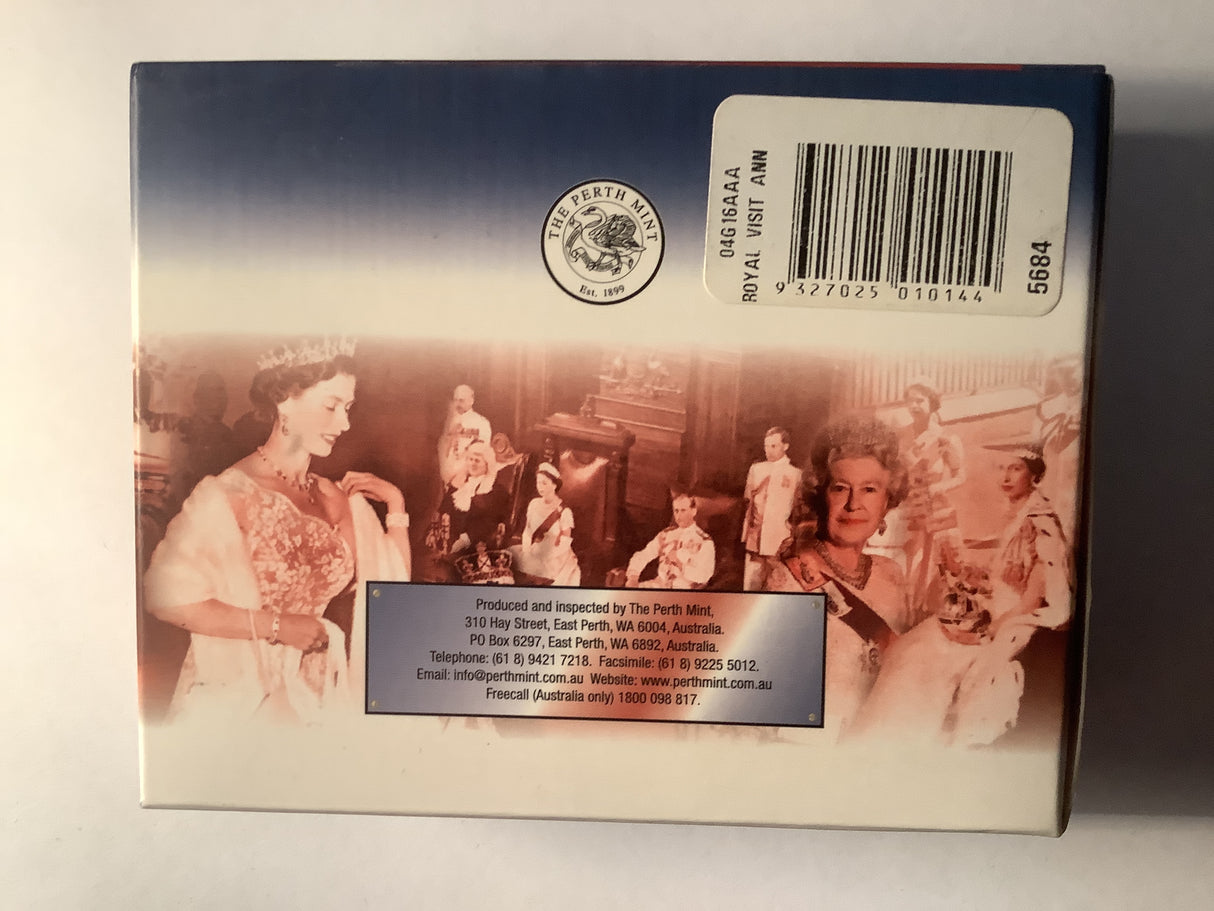 THE PERTH MINT
Est. 1899
04G16AAA
ROYAL VISIT ANN
9 327025 010144
5684
Produced and inspected by The Perth Mint,
310 Hay Street, East Perth, WA 6004, Australia.
PO Box 6297, East Perth, WA 6892, Australia.
Telephone: (61 8) 9421 7218. Facsimile: (61 8) 9225 5012.
Email: info@perthmint.com.au Website: www.perthmint.com.au
Freecall (Australia only) 1800 098 817.